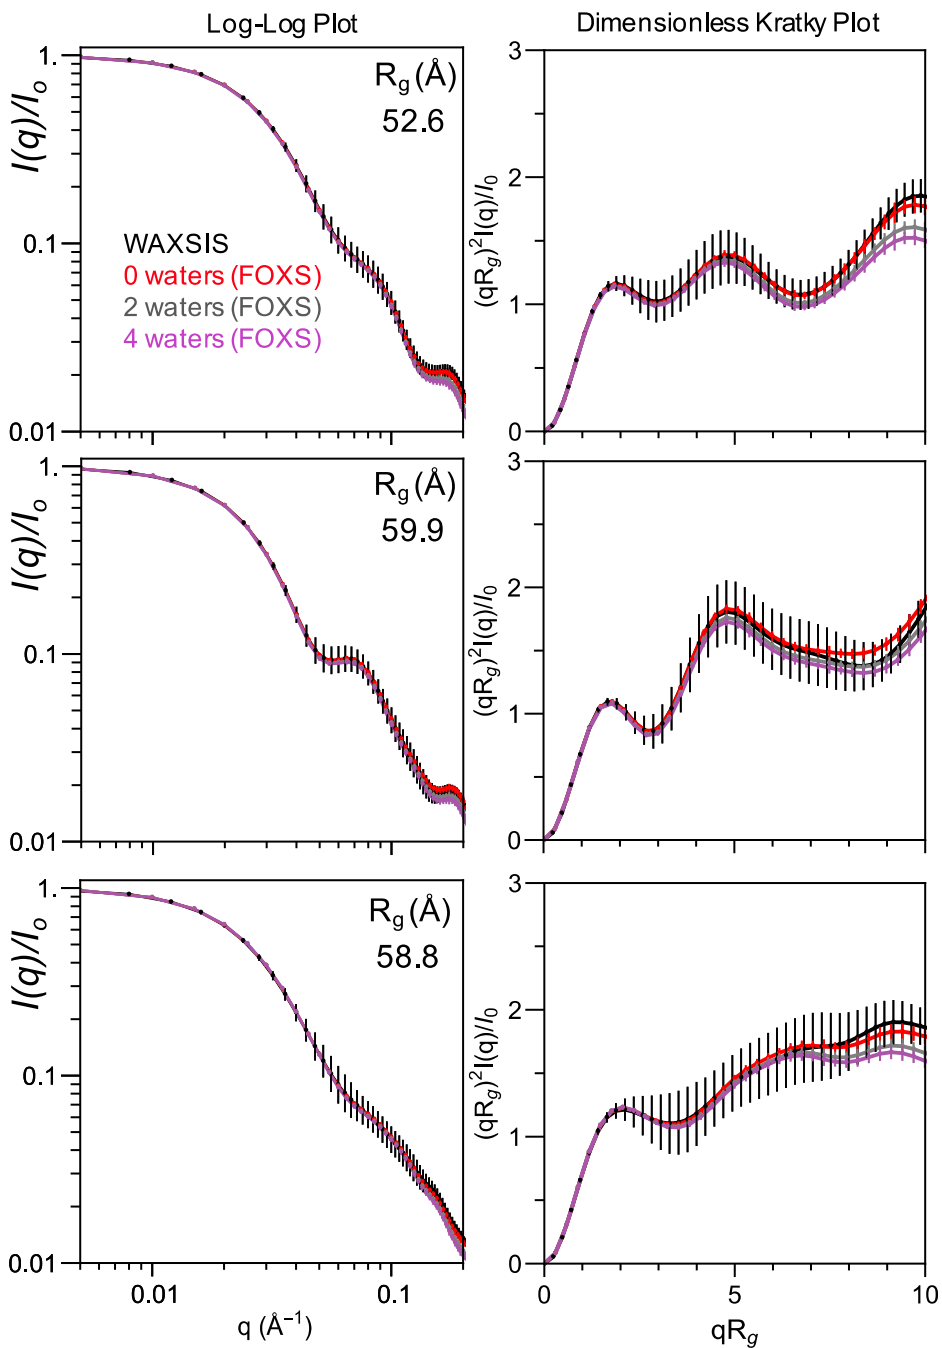 Log-Log Plot
Dimensionless Kratky Plot
I(q)/Io
1.
0.1
0.01
Rg (Å)
52.6
WAXSIS
0 waters (FOXS)
2 waters (FOXS)
4 waters (FOXS)
(qRg)²I(q)/I0
3
2
1
0
I(q)/Io
1.
0.1
0.01
Rg (Å)
59.9
(qRg)²I(q)/I0
3
2
1
0
I(q)/Io
1.
0.1
0.01
Rg (Å)
58.8
0.01
0.1
q (Å⁻¹)
(qRg)²I(q)/I0
3
2
1
0
0
5
10
qRg